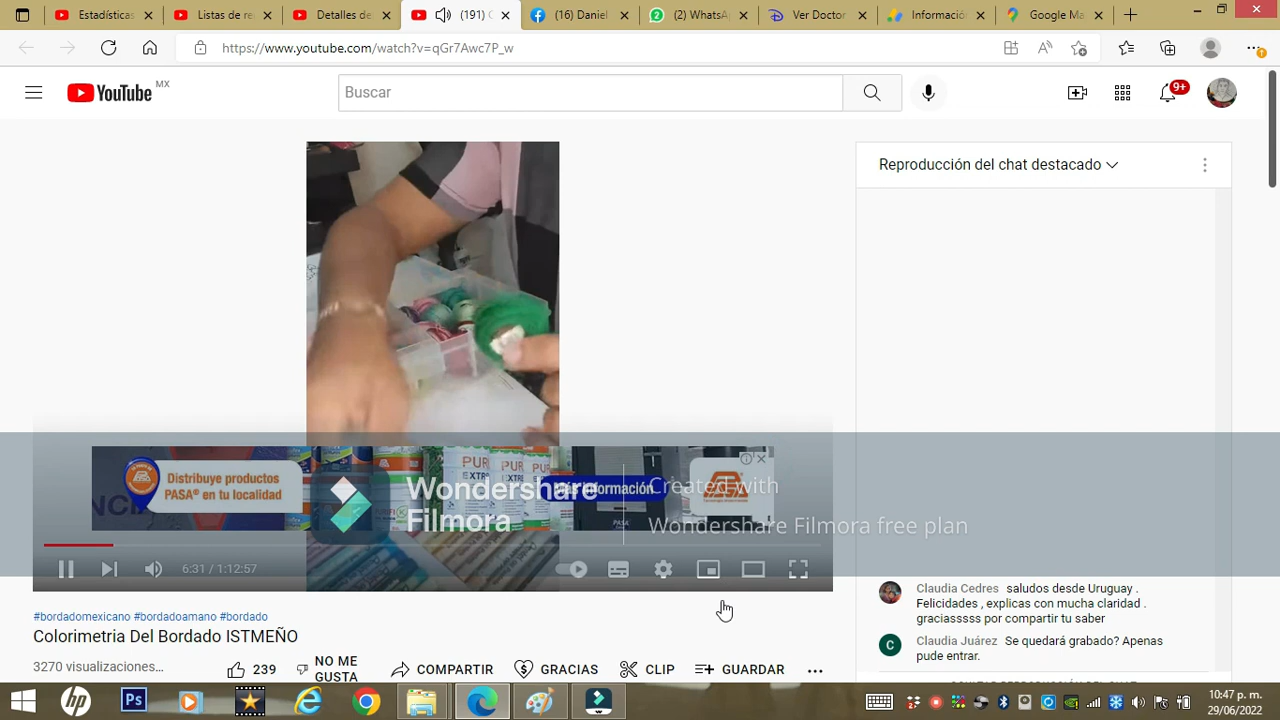 Estadísticas
Listas de re
Detalles de
(191) C
(16) Daniel
(2) WhatsA
Ver Doctor
Información
Google Ma
https://www.youtube.com/watch?v=qGr7Awc7P_w
YouTube MX
Buscar
9+
Reproducción del chat destacado
Distribuye productos
PASA® en tu localidad
Wondershare
Filmora
Created with
Wondershare Filmora free plan
Información
6:31 / 1:12:57
#bordadomexicano #bordadoamano #bordado
Colorimetria Del Bordado ISTMEÑO
3270 visualizaciones...
239
NO ME
GUSTA
COMPARTIR
GRACIAS
CLIP
GUARDAR
Claudia Cedres saludos desde Uruguay .
Felicidades , explicas con mucha claridad .
graciasssss por compartir tu saber
C
Claudia Juárez Se quedará grabado? Apenas
pude entrar.
hp
Ps
10:47 p. m.
29/06/2022